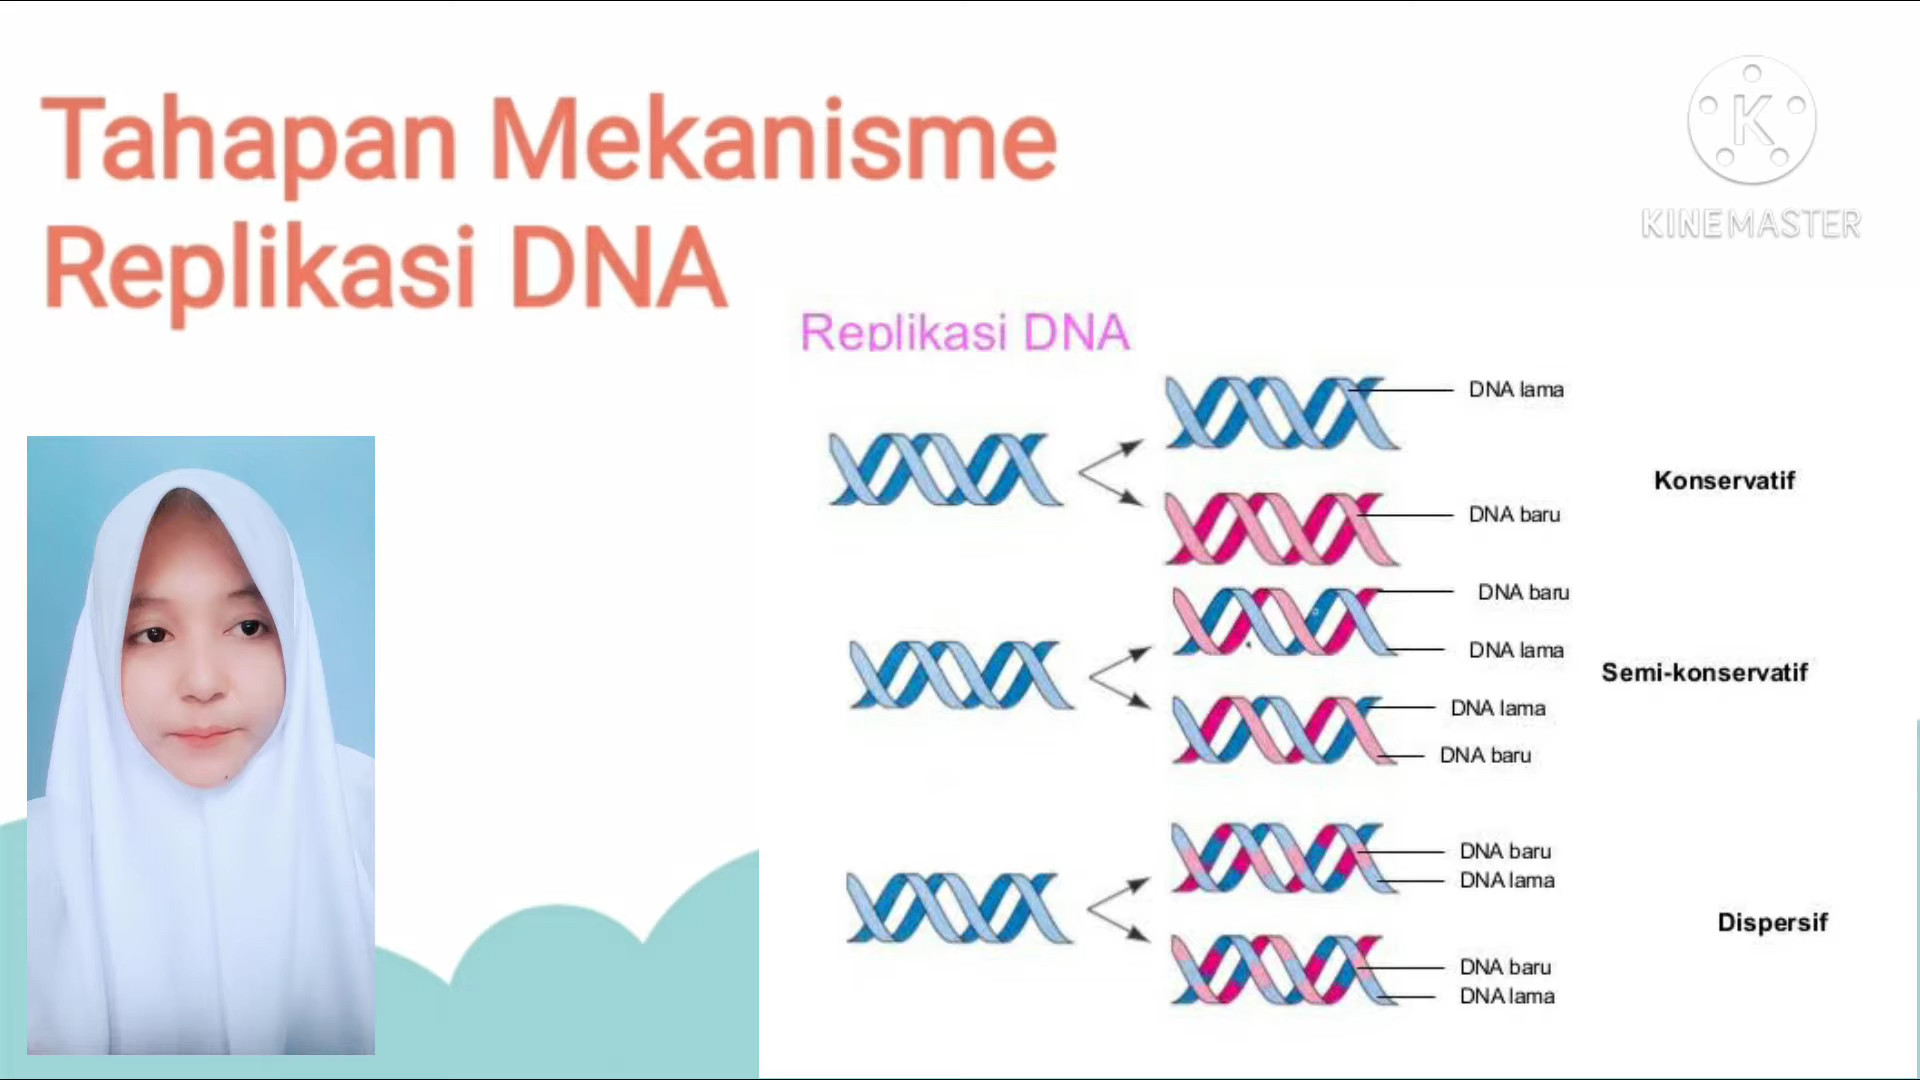 Tahapan Mekanisme
Replikasi DNA
KINEMASTER
Replikasi DNA
DNA lama
DNA baru
Konservatif
DNA baru
DNA lama
DNA lama
DNA baru
Semi-konservatif
DNA baru
DNA lama
DNA baru
DNA lama
Dispersif